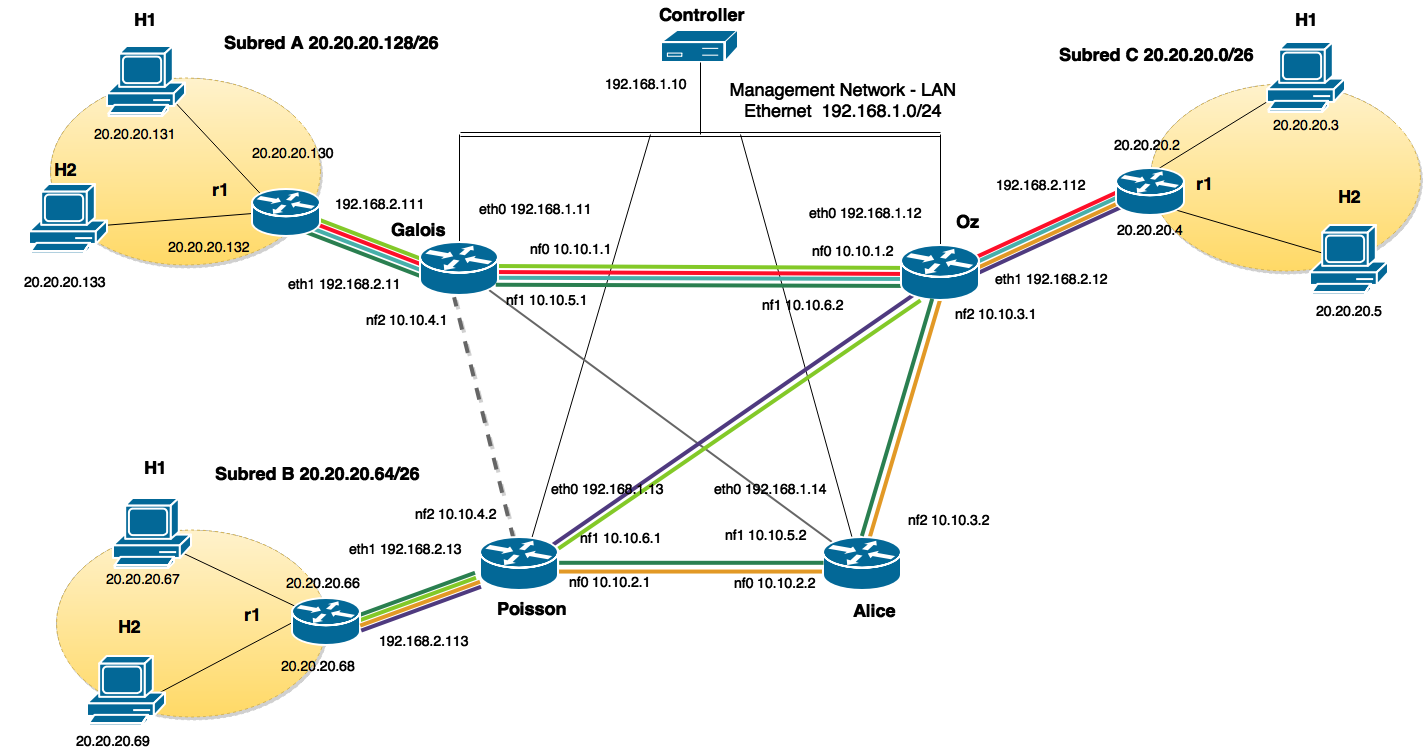 Controller
H1
Subred A 20.20.20.128/26
H1
Subred C 20.20.20.0/26
192.168.1.10
Management Network - LAN
Ethernet 192.168.1.0/24
20.20.20.131
20.20.20.130
H2
r1
192.168.2.111
20.20.20.132
20.20.20.133
20.20.20.3
20.20.20.2
192.168.2.112
r1
H2
20.20.20.4
20.20.20.5
Galois
eth0 192.168.1.11
eth0 192.168.1.12
Oz
nf0 10.10.1.1
nf0 10.10.1.2
eth1 192.168.2.11
nf1 10.10.5.1
nf1 10.10.6.2
eth1 192.168.2.12
nf2 10.10.4.1
nf2 10.10.3.1
H1
Subred B 20.20.20.64/26
eth0 192.168.1.13
eth0 192.168.1.14
nf2 10.10.4.2
nf2 10.10.3.2
eth1 192.168.2.13
nf1 10.10.6.1
nf1 10.10.5.2
20.20.20.67
20.20.20.66
nf0 10.10.2.1
nf0 10.10.2.2
r1
Poisson
Alice
H2
192.168.2.113
20.20.20.68
20.20.20.69